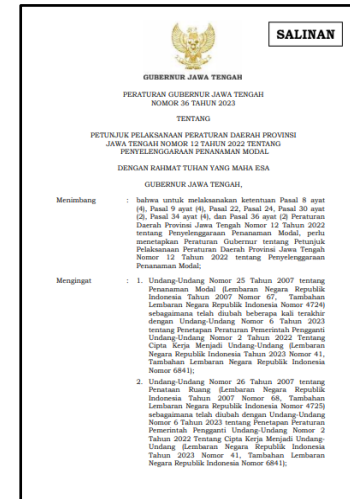 SALINAN
GUBERNUR JAWA TENGAH
PERATURAN GUBERNUR JAWA TENGAH
NOMOR 36 TAHUN 2023
TENTANG
PETUNJUK PELAKSANAAN PERATURAN DAERAH PROVINSI
JAWA TENGAH NOMOR 12 TAHUN 2022 TENTANG
PENYELENGGARAAN PENANAMAN MODAL
DENGAN RAHMAT TUHAN YANG MAHA ESA
GUBERNUR JAWA TENGAH,
Menimbang : bahwa untuk melaksanakan ketentuan Pasal 8 ayat
(4), Pasal 9 ayat (4), Pasal 22, Pasal 24, Pasal 30 ayat
(2), Pasal 34 ayat (4), dan Pasal 36 ayat (2) Peraturan
Daerah Provinsi Jawa Tengah Nomor 12 Tahun 2022
tentang Penyelenggaraan Penanaman Modal, perlu
menetapkan Peraturan Gubernur tentang Petunjuk
Pelaksanaan Peraturan Daerah Provinsi Jawa Tengah
Nomor 12 Tahun 2022 tentang Penyelenggaraan
Penanaman Modal;
Mengingat : 1. Undang-Undang Nomor 25 Tahun 2007 tentang
Penanaman Modal (Lembaran Negara Republik
Indonesia Tahun 2007 Nomor 67, Tambahan
Lembaran Negara Republik Indonesia Nomor 4724)
sebagaimana telah diubah beberapa kali terakhir
dengan Undang-Undang Nomor 6 Tahun 2023
tentang Penetapan Peraturan Pemerintah Pengganti
Undang-Undang Nomor 2 Tahun 2022 Tentang
Cipta Kerja Menjadi Undang-Undang (Lembaran
Negara Republik Indonesia Tahun 2023 Nomor 41,
Tambahan Lembaran Negara Republik Indonesia
Nomor 6841);
2. Undang-Undang Nomor 26 Tahun 2007 tentang
Penataan Ruang (Lembaran Negara Republik
Indonesia Tahun 2007 Nomor 68, Tambahan
Lembaran Negara Republik Indonesia Nomor 4725)
sebagaimana telah diubah dengan Undang-Undang
Nomor 6 Tahun 2023 tentang Penetapan Peraturan
Pemerintah Pengganti Undang-Undang Nomor 2
Tahun 2022 Tentang Cipta Kerja Menjadi Undang-
Undang (Lembaran Negara Republik Indonesia
Tahun 2023 Nomor 41, Tambahan Lembaran
Negara Republik Indonesia Nomor 6841);